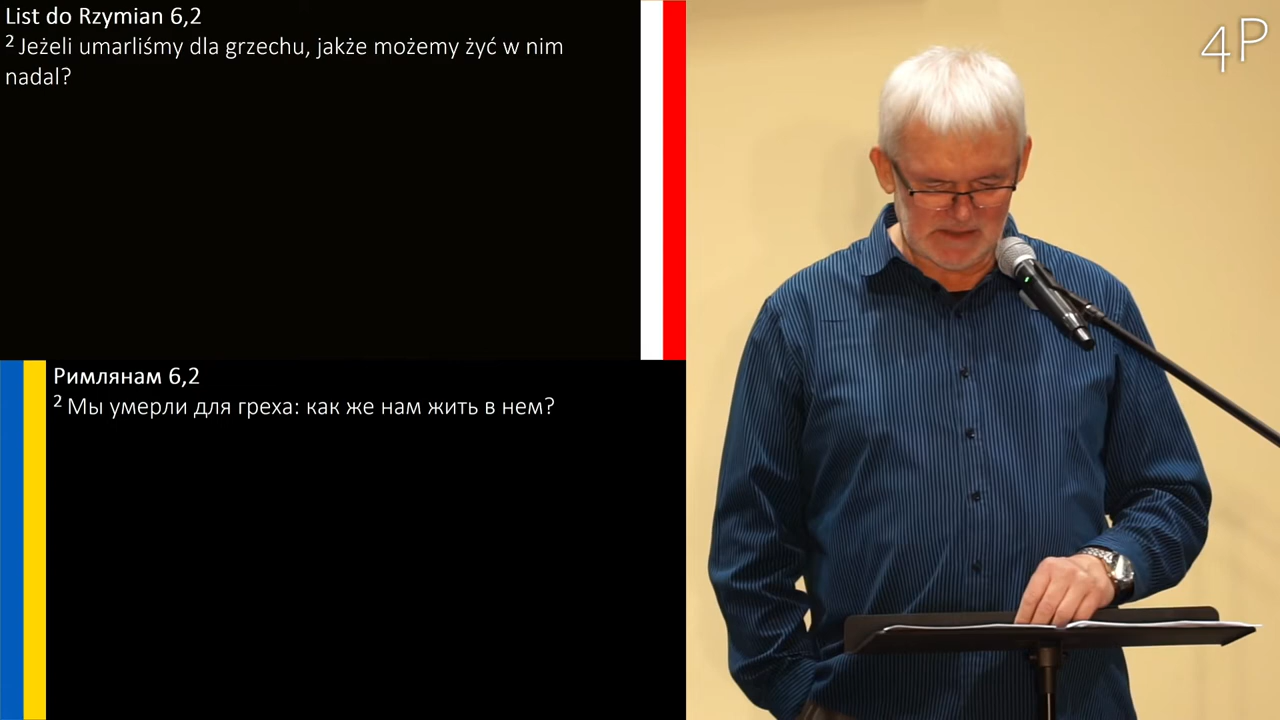 List do Rzymian 6,2
2 Jeżeli umarliśmy dla grzechu, jakże możemy żyć w nim
nadal?
4P
Римлянам 6,2
2 Мы умерли для греха: как же нам жить в нем?